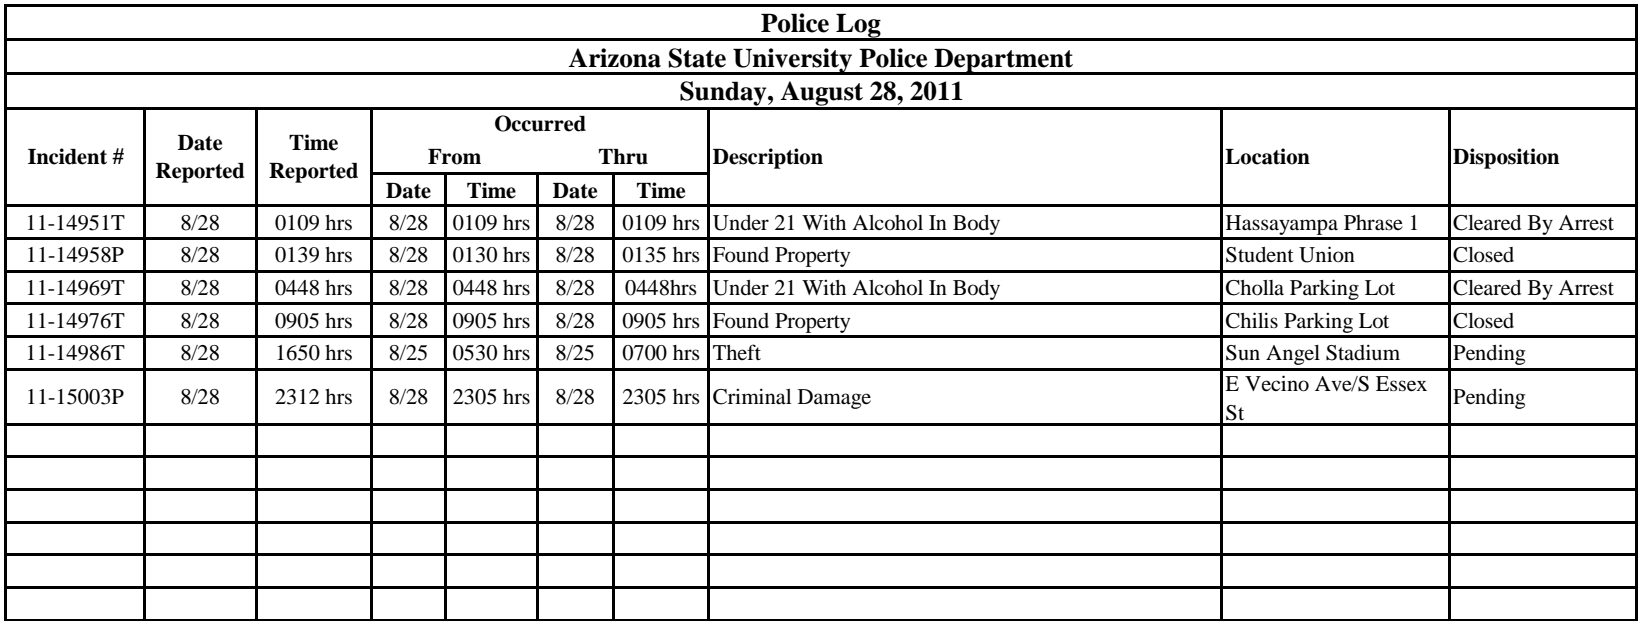 Police Log
Arizona State University Police Department
Sunday, August 28, 2011
Incident # Date Reported Time Reported Occurred Description Location Disposition
From Thru
Date Time Date Time
11-14951T 8/28 0109 hrs 8/28 0109 hrs 8/28 0109 hrs Under 21 With Alcohol In Body Hassayampa Phrase 1 Cleared By Arrest
11-14958P 8/28 0139 hrs 8/28 0130 hrs 8/28 0135 hrs Found Property Student Union Closed
11-14969T 8/28 0448 hrs 8/28 0448 hrs 8/28 0448hrs Under 21 With Alcohol In Body Cholla Parking Lot Cleared By Arrest
11-14976T 8/28 0905 hrs 8/28 0905 hrs 8/28 0905 hrs Found Property Chilis Parking Lot Closed
11-14986T 8/28 1650 hrs 8/25 0530 hrs 8/25 0700 hrs Theft Sun Angel Stadium Pending
11-15003P 8/28 2312 hrs 8/28 2305 hrs 8/28 2305 hrs Criminal Damage E Vecino Ave/S Essex St Pending